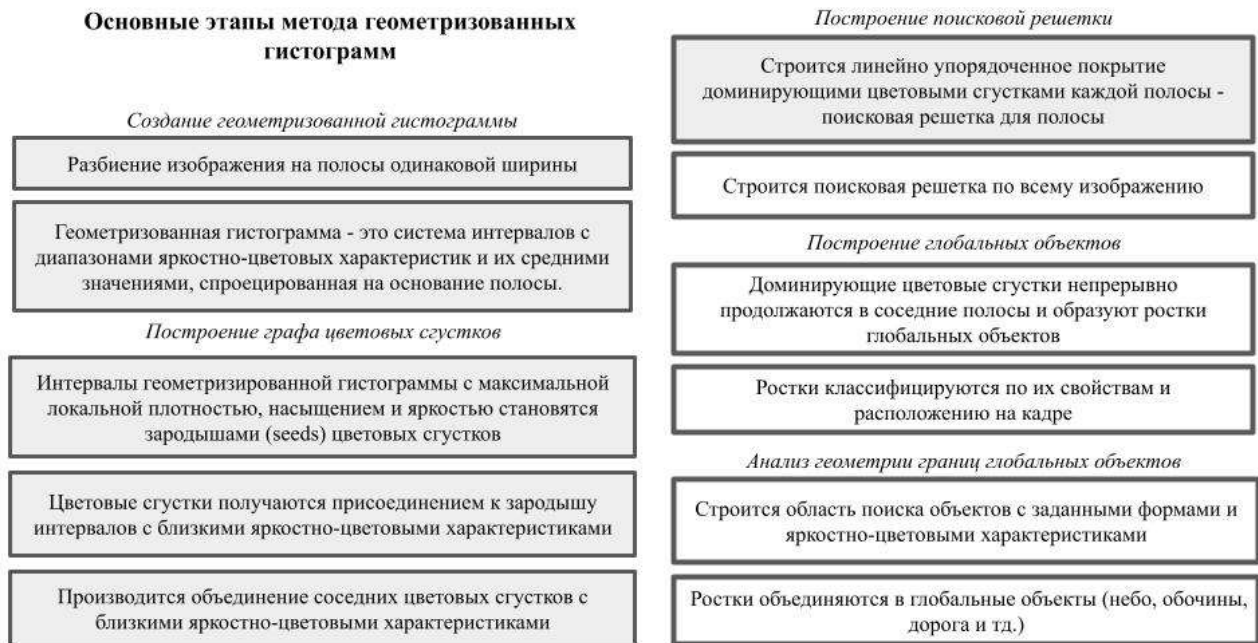 Основные этапы метода геометризованных
гистограмм
Создание геометризованной гистограммы
Разбиение изображения на полосы одинаковой ширины
Геометризованная гистограмма - это система интервалов с
диапазонами яркостно-цветовых характеристик и их средними
значениями, спроецированная на основание полосы.
Построение графа цветовых сгустков
Интервалы геометризированной гистограммы с максимальной
локальной плотностью, насыщением и яркостью становятся
зародышами (seeds) цветовых сгустков
Цветовые сгустки получаются присоединением к зародышу
интервалов с близкими яркостно-цветовыми характеристиками
Производится объединение соседних цветовых сгустков с
близкими яркостно-цветовыми характеристиками
Построение поисковой решетки
Строится линейно упорядоченное покрытие
доминирующими цветовыми сгустками каждой полосы -
поисковая решетка для полосы
Строится поисковая решетка по всему изображению
Построение глобальных объектов
Доминирующие цветовые сгустки непрерывно
продолжаются в соседние полосы и образуют ростки
глобальных объектов
Ростки классифицируются по их свойствам и
расположению на кадре
Анализ геометрии границ глобальных объектов
Строится область поиска объектов с заданными формами и
яркостно-цветовыми характеристиками
Ростки объединяются в глобальные объекты (небо, обочины,
дорога и тд.)